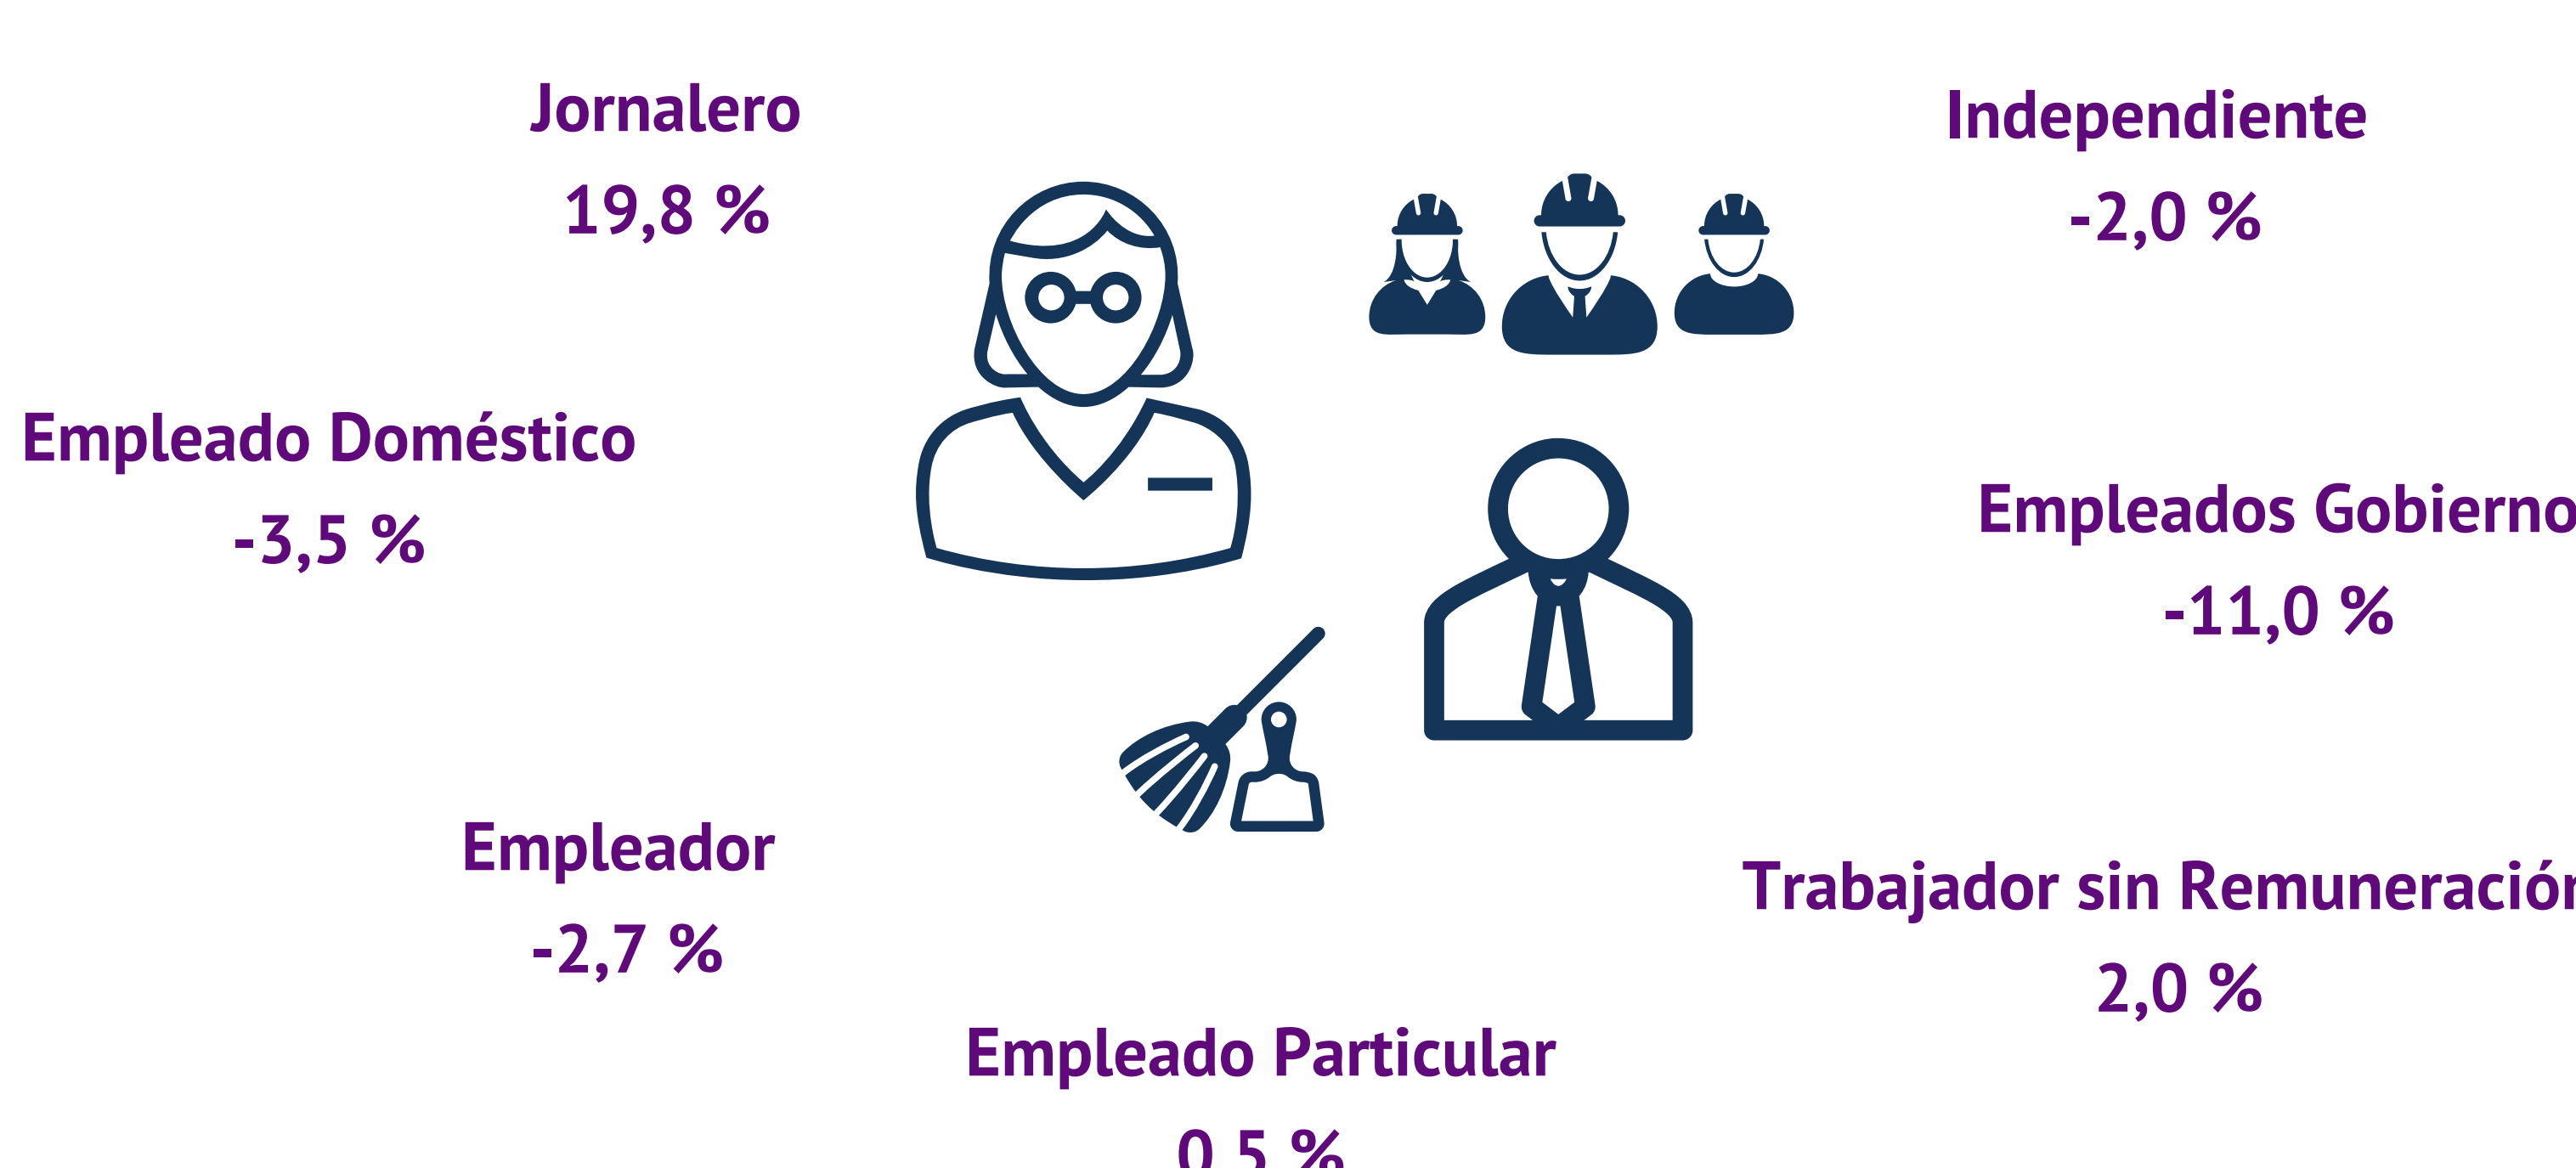 Jornalero
19,8 %
Independiente
-2,0 %
Empleado Doméstico
-3,5 %
Empleados Gobierno
-11,0 %
Empleador
-2,7 %
Trabajador sin Remuneración
2,0 %
Empleado Particular
0,5 %